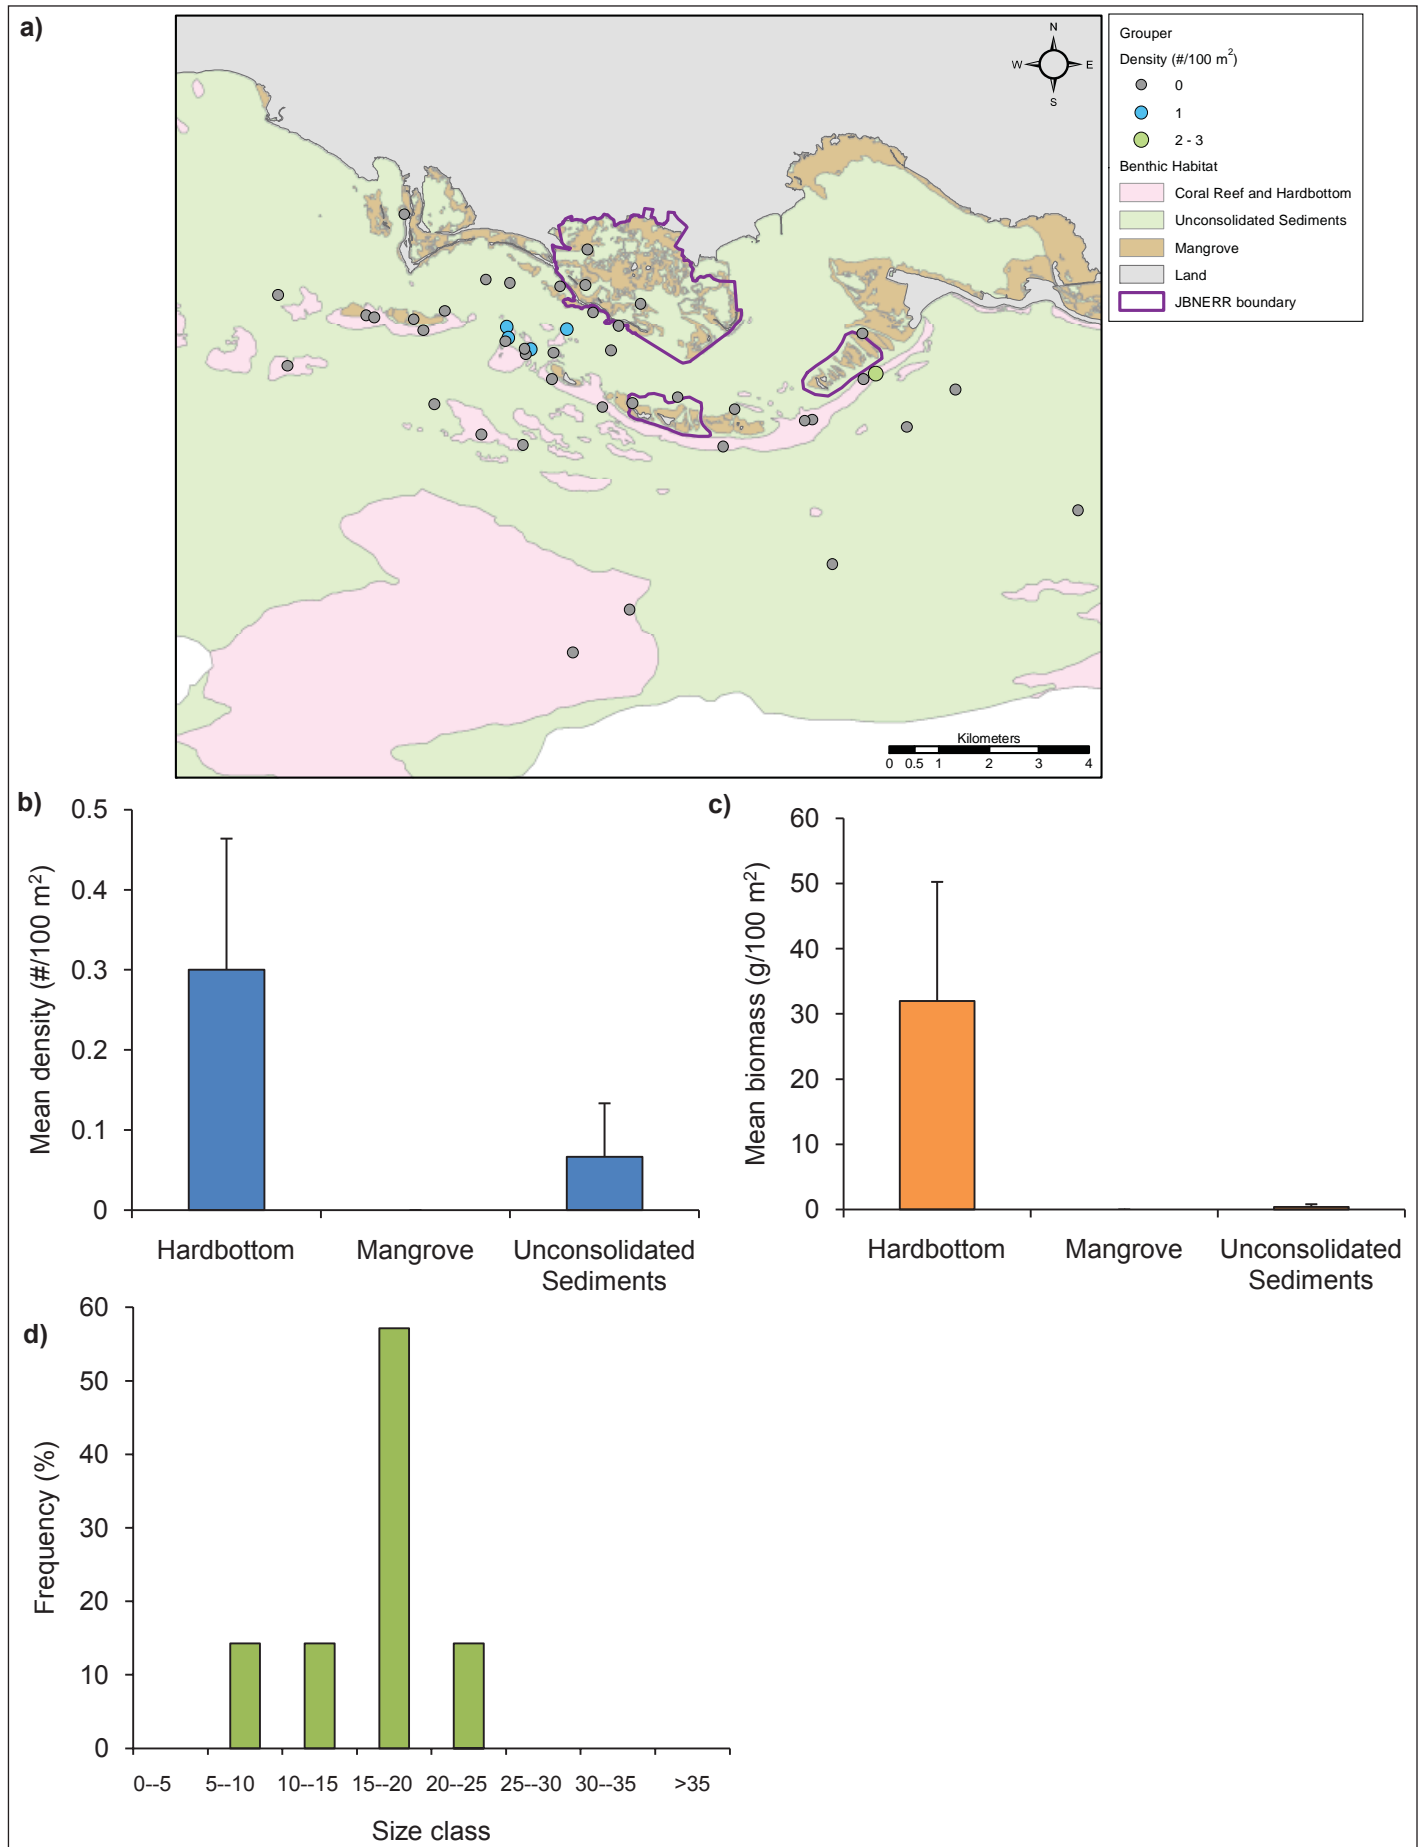 a)
N
W E
S
Grouper
Density (#/100 m²)
0
1
2 - 3
Benthic Habitat
Coral Reef and Hardbottom
Unconsolidated Sediments
Mangrove
Land
JBNERR boundary
Kilometers
0 0.5 1 2 3 4
b)
Mean density (#/100 m²)
0.5
0.4
0.3
0.2
0.1
0
Hardbottom Mangrove Unconsolidated
Sediments
c)
Mean biomass (g/100 m²)
60
50
40
30
20
10
0
Hardbottom Mangrove Unconsolidated
Sediments
d)
Frequency (%)
60
50
40
30
20
10
0
0--5 5--10 10--15 15--20 20--25 25--30 30--35 >35
Size class